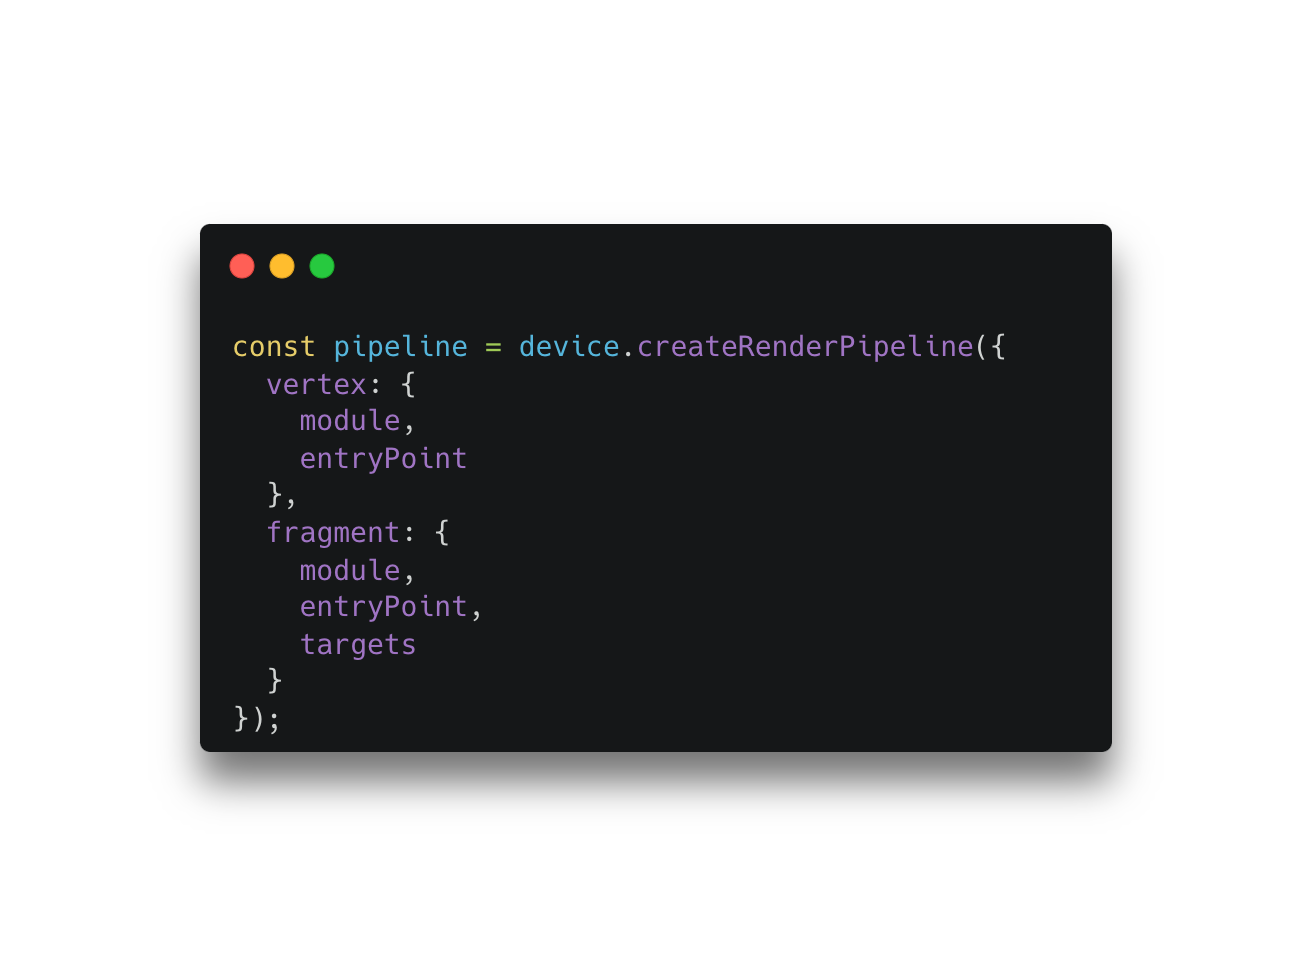 const pipeline = device.createRenderPipeline({
  vertex: {
    module,
    entryPoint
  },
  fragment: {
    module,
    entryPoint,
    targets
  }
});